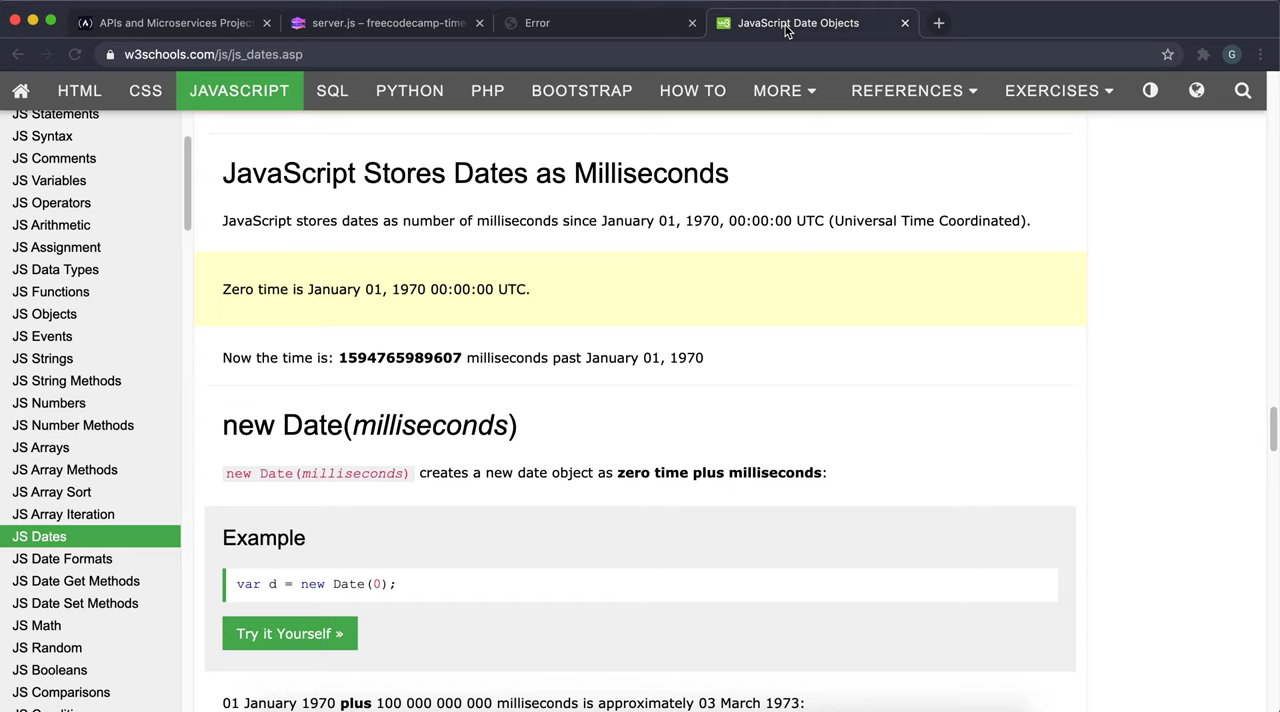 APIs and Microservices Projec
server.js – freecodecamp-time
Error
JavaScript Date Objects
w3schools.com/js/js_dates.asp
G
HTML CSS JAVASCRIPT SQL PYTHON PHP BOOTSTRAP HOW TO MORE REFERENCES EXERCISES
JS Statements
JS Syntax
JS Comments
JS Variables
JS Operators
JS Arithmetic
JS Assignment
JS Data Types
JS Functions
JS Objects
JS Events
JS Strings
JS String Methods
JS Numbers
JS Number Methods
JS Arrays
JS Array Methods
JS Array Sort
JS Array Iteration
JS Dates
JS Date Formats
JS Date Get Methods
JS Date Set Methods
JS Math
JS Random
JS Booleans
JS Comparisons
JavaScript Stores Dates as Milliseconds
JavaScript stores dates as number of milliseconds since January 01, 1970, 00:00:00 UTC (Universal Time Coordinated).
Zero time is January 01, 1970 00:00:00 UTC.
Now the time is: 1594765989607 milliseconds past January 01, 1970
new Date(milliseconds)
new Date(milliseconds) creates a new date object as zero time plus milliseconds:
Example
var d = new Date(0);
Try it Yourself »
01 January 1970 plus 100 000 000 000 milliseconds is approximately 03 March 1973: